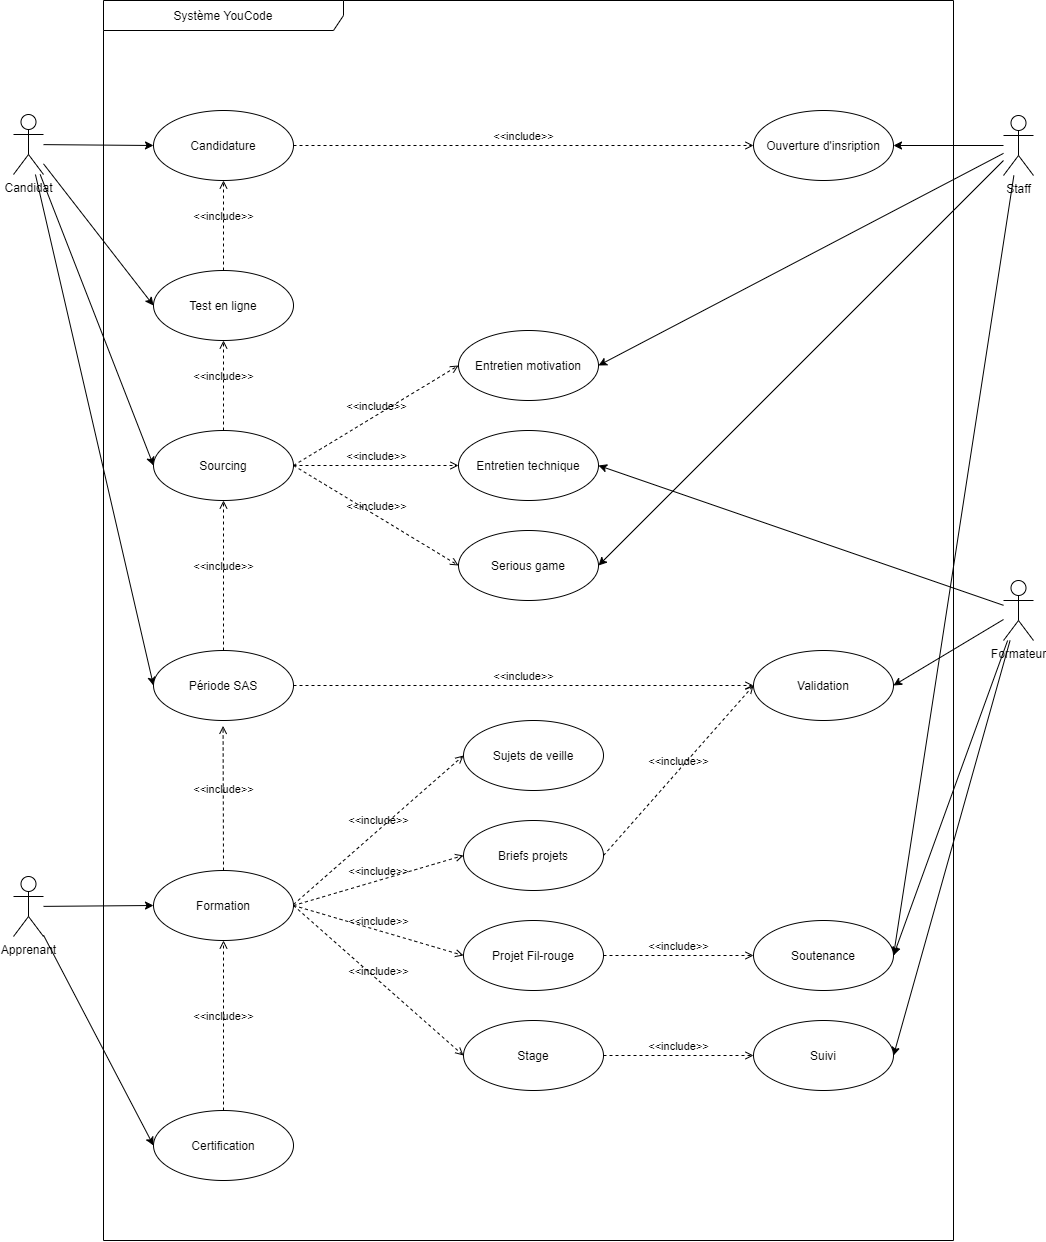 Système YouCode
Candidat
Candidature
<<include>>
Ouverture d'insription
Staff
<<include>>
Test en ligne
<<include>>
Entretien motivation
<<include>>
Sourcing
<<include>>
Entretien technique
<<include>>
Serious game
<<include>>
Formateur
Période SAS
<<include>>
Validation
Sujets de veille
<<include>>
<<include>>
<<include>>
Briefs projets
<<include>>
Formation
<<include>>
Apprenant
Projet Fil-rouge
<<include>>
Soutenance
<<include>>
Stage
<<include>>
Suivi
<<include>>
Certification